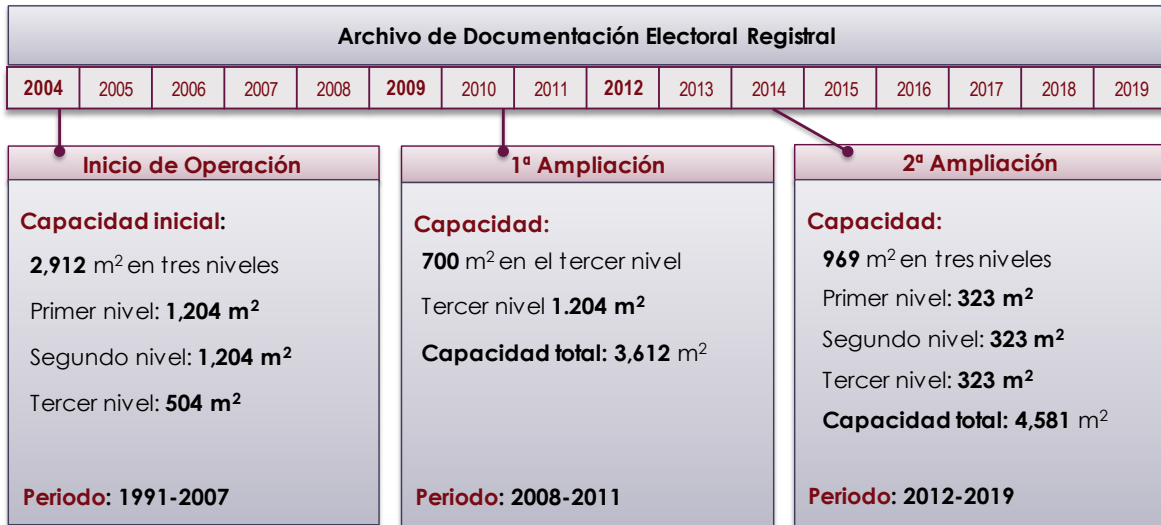 Archivo de Documentación Electoral Registral
2004 2005 2006 2007 2008 2009 2010 2011 2012 2013 2014 2015 2016 2017 2018 2019
Inicio de Operación
Capacidad inicial:
2,912 m² en tres niveles
Primer nivel: 1,204 m²
Segundo nivel: 1,204 m²
Tercer nivel: 504 m²
Periodo: 1991-2007
1ª Ampliación
Capacidad:
700 m² en el tercer nivel
Tercer nivel 1.204 m²
Capacidad total: 3,612 m²
Periodo: 2008-2011
2ª Ampliación
Capacidad:
969 m² en tres niveles
Primer nivel: 323 m²
Segundo nivel: 323 m²
Tercer nivel: 323 m²
Capacidad total: 4,581 m²
Periodo: 2012-2019